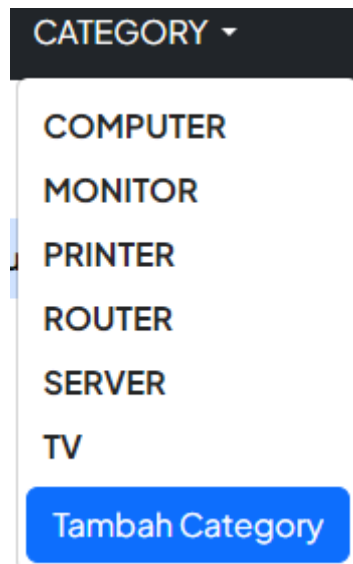 CATEGORY
COMPUTER
MONITOR
PRINTER
ROUTER
SERVER
TV
Tambah Category